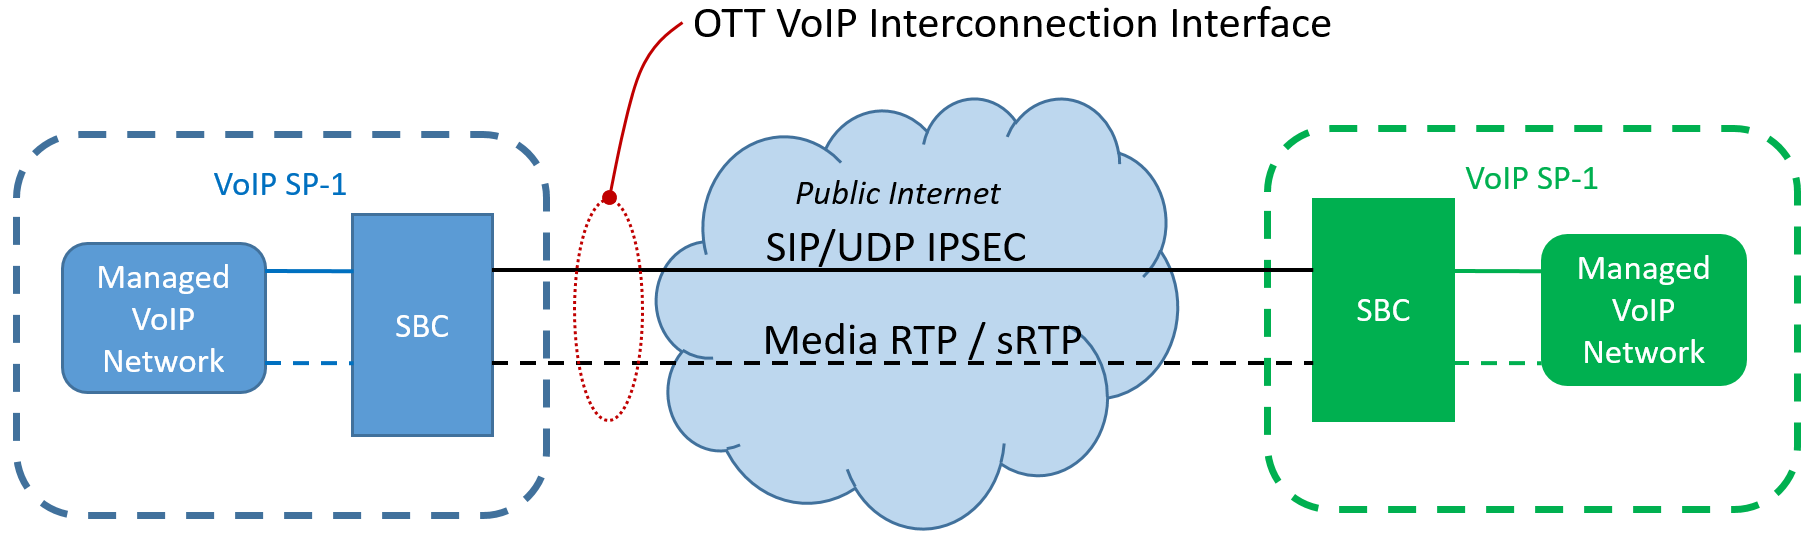 OTT VoIP Interconnection Interface
VoIP SP-1
Managed
VoIP
Network
SBC
Public Internet
SIP/UDP IPSEC
Media RTP / sRTP
VoIP SP-1
SBC
Managed
VoIP
Network